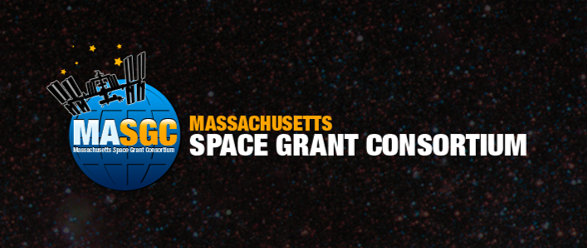 MASGC
Massachusetts Space Grant Consortium
MASSACHUSETTS
SPACE GRANT CONSORTIUM